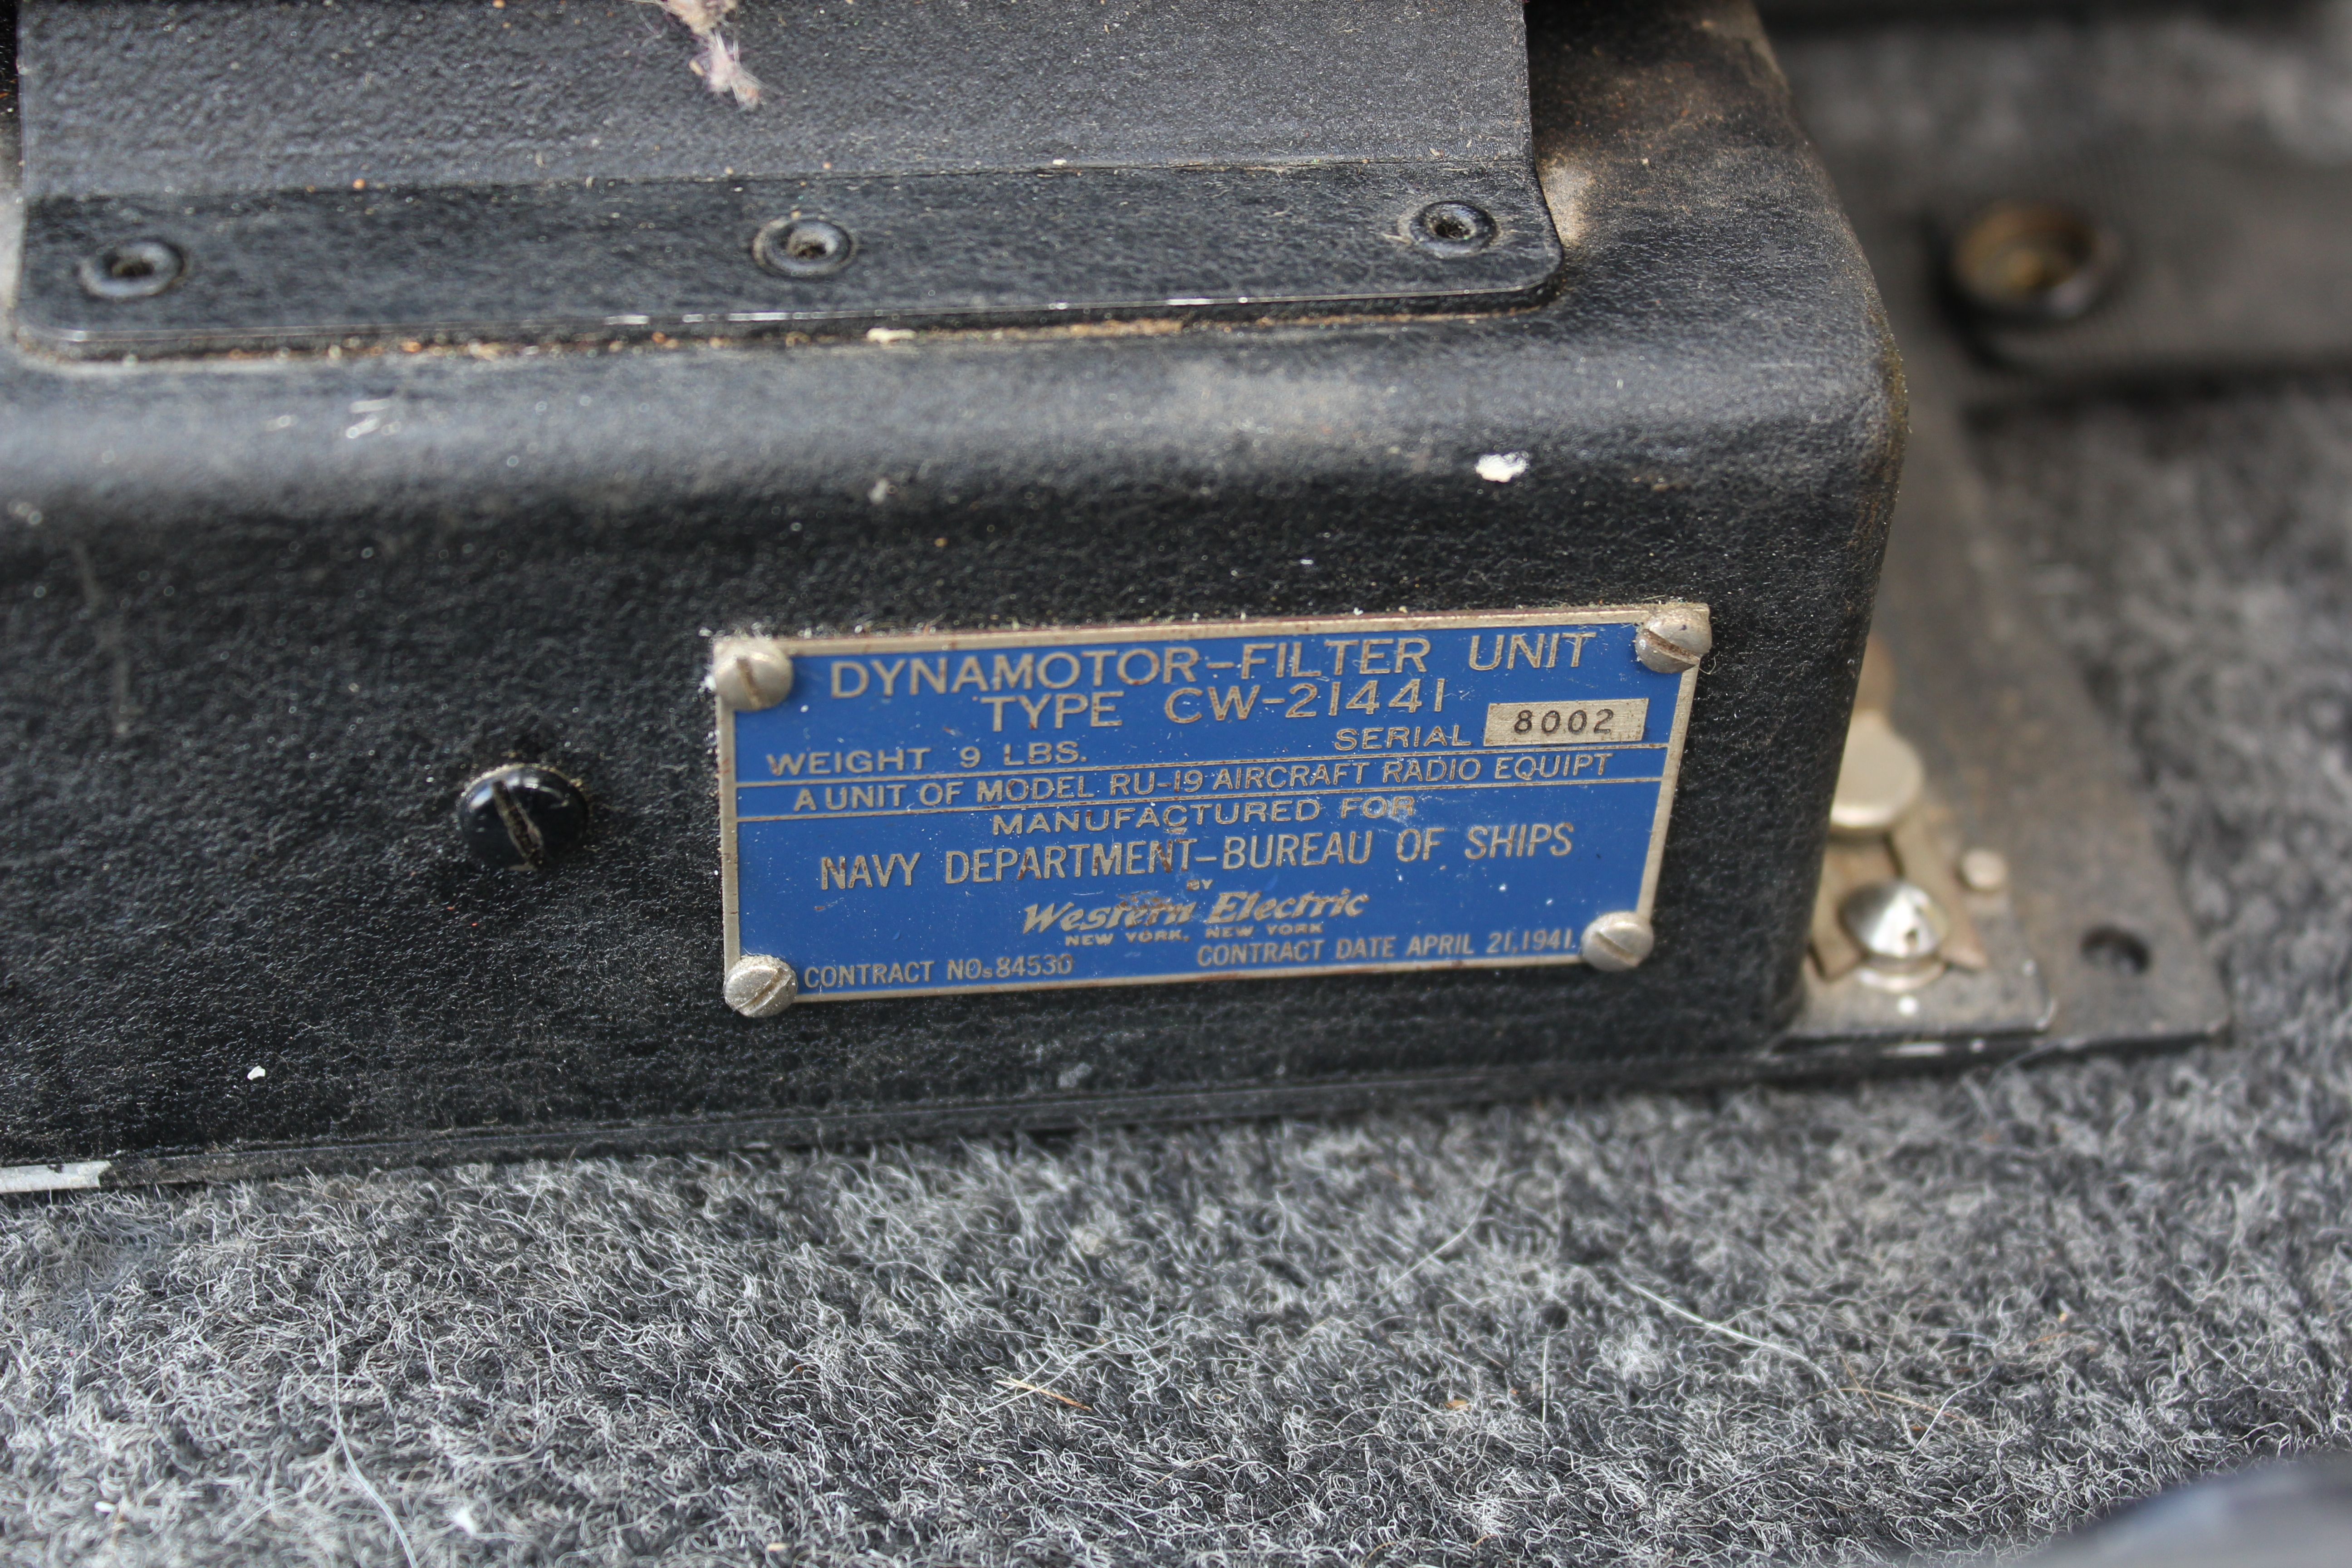 DYNAMOTOR-FILTER UNIT
TYPE CW-21441
WEIGHT 9 LBS. SERIAL 8002
A UNIT OF MODEL RU-19 AIRCRAFT RADIO EQUIPT
MANUFACTURED FOR
NAVY DEPARTMENT-BUREAU OF SHIPS
BY
Western Electric
NEW YORK, NEW YORK
CONTRACT NOs 84530 CONTRACT DATE APRIL 21, 1941.